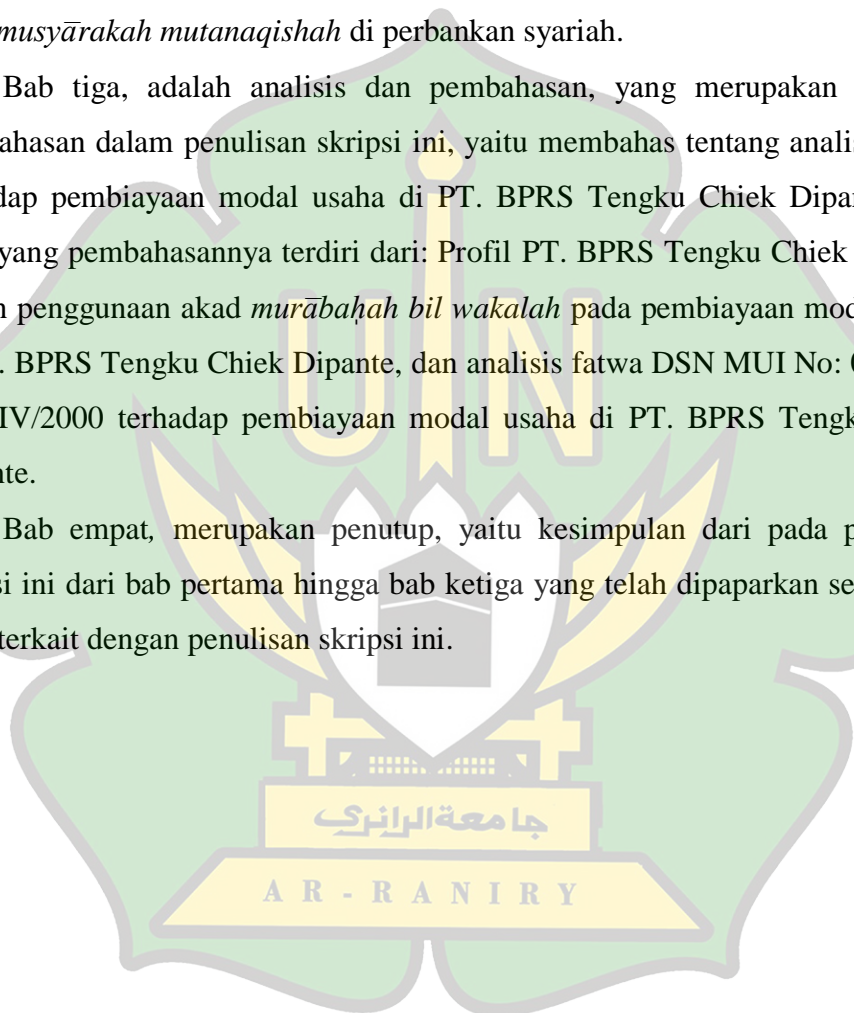 musyārakah mutanaqishah di perbankan syariah.
Bab tiga, adalah analisis dan pembahasan, yang merupakan
ahasan dalam penulisan skripsi ini, yaitu membahas tentang analis
dap pembiayaan modal usaha di PT. BPRS Tengku Chiek Dipan
yang pembahasannya terdiri dari: Profil PT. BPRS Tengku Chiek
n penggunaan akad murābaḥah bil wakalah pada pembiayaan mod
. BPRS Tengku Chiek Dipante, dan analisis fatwa DSN MUI No:
IV/2000 terhadap pembiayaan modal usaha di PT. BPRS Tengk
nte.
Bab empat, merupakan penutup, yaitu kesimpulan dari pada p
si ini dari bab pertama hingga bab ketiga yang telah dipaparkan se
terkait dengan penulisan skripsi ini.
UIN
جامعة الرانري
AR-RANIRY